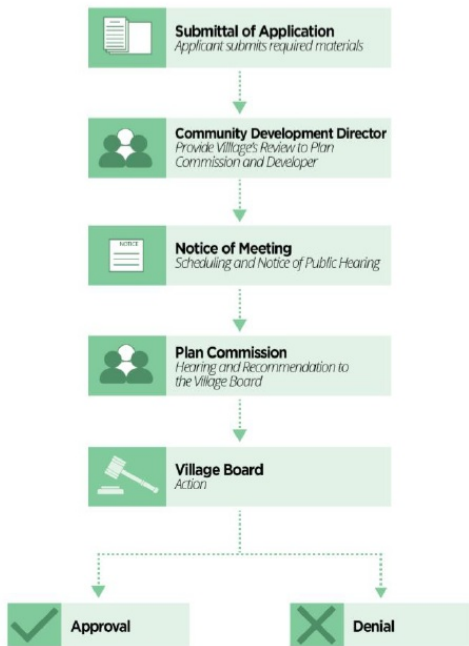 Submittal of Application
Applicant submits required materials
Community Development Director
Provide Villlage's Review to Plan
Commission and Developer
NOTICE
Notice of Meeting
Scheduling and Notice of Public Hearing
Plan Commission
Hearing and Recommendation to
the Village Board
Village Board
Action
Approval
Denial